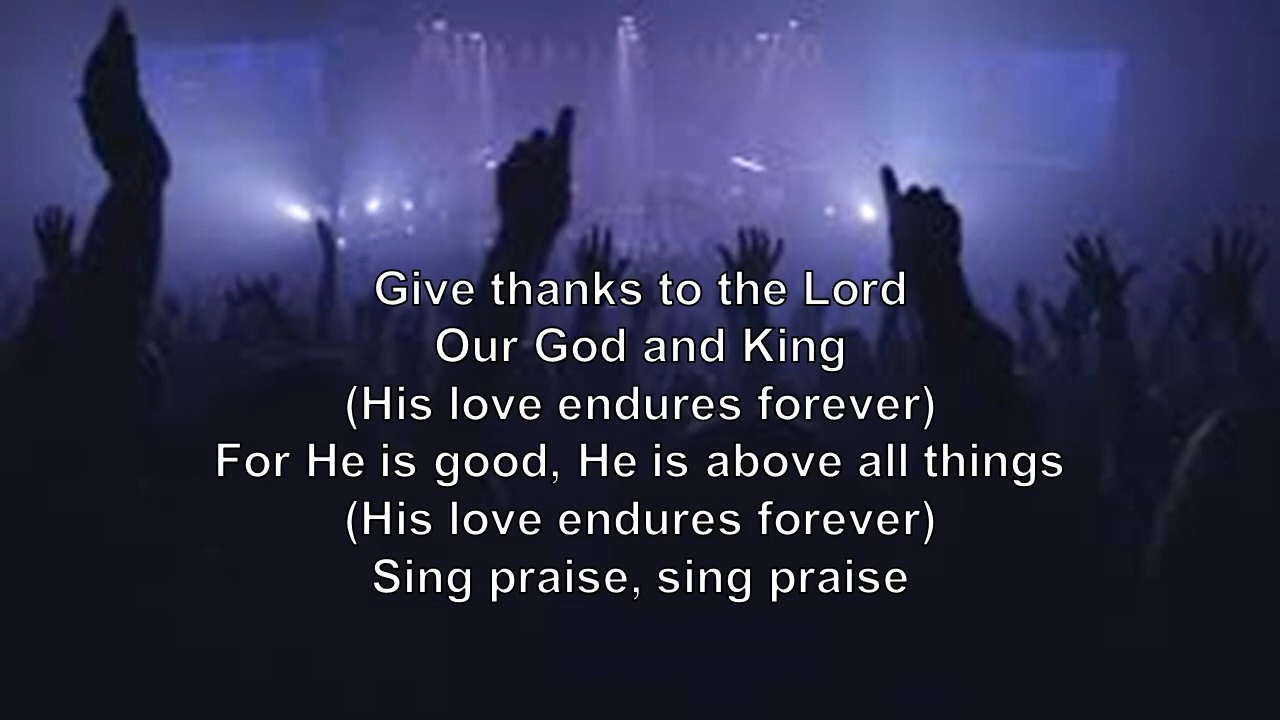 Give thanks to the Lord
Our God and King
(His love endures forever)
For He is good, He is above all things
(His love endures forever)
Sing praise, sing praise